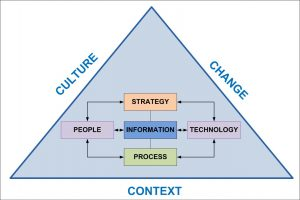 CULTURE
CHANGE
STRATEGY
PEOPLE
INFORMATION
TECHNOLOGY
PROCESS
CONTEXT